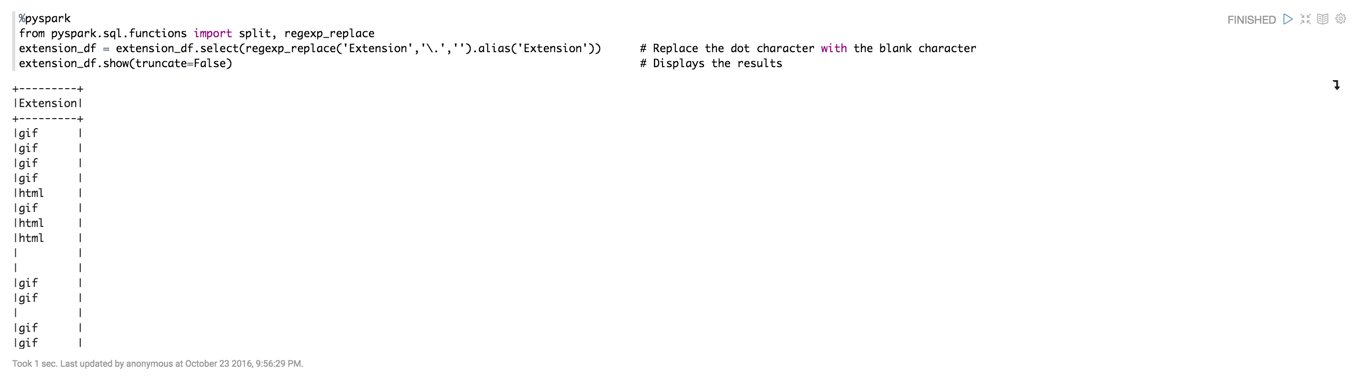 %pyspark
FINISHED
from pyspark.sql.functions import split, regexp_replace
extension_df = extension_df.select(regexp_replace('Extension','\.','').alias('Extension')) # Replace the dot character with the blank character
extension_df.show(truncate=False) # Displays the results
+---------+
|Extension|
+---------+
|gif      |
|gif      |
|gif      |
|gif      |
|html     |
|gif      |
|html     |
|html     |
|         |
|         |
|gif      |
|gif      |
|         |
|gif      |
|gif      |
Took 1 sec. Last updated by anonymous at October 23 2016, 9:56:29 PM.